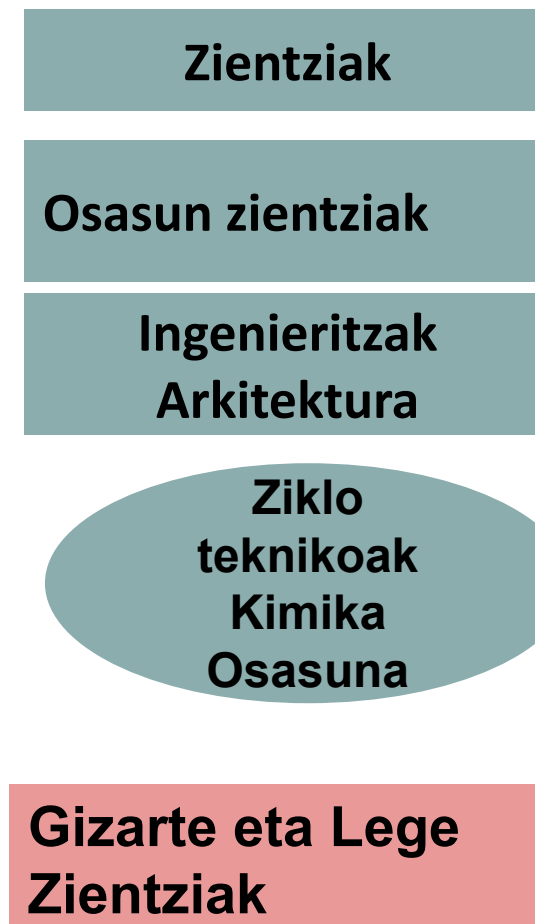 Zientziak
Osasun zientziak
Ingenieritzak
Arkitektura
Ziklo
teknikoak
Kimika
Osasuna
Gizarte eta Lege
Zientziak